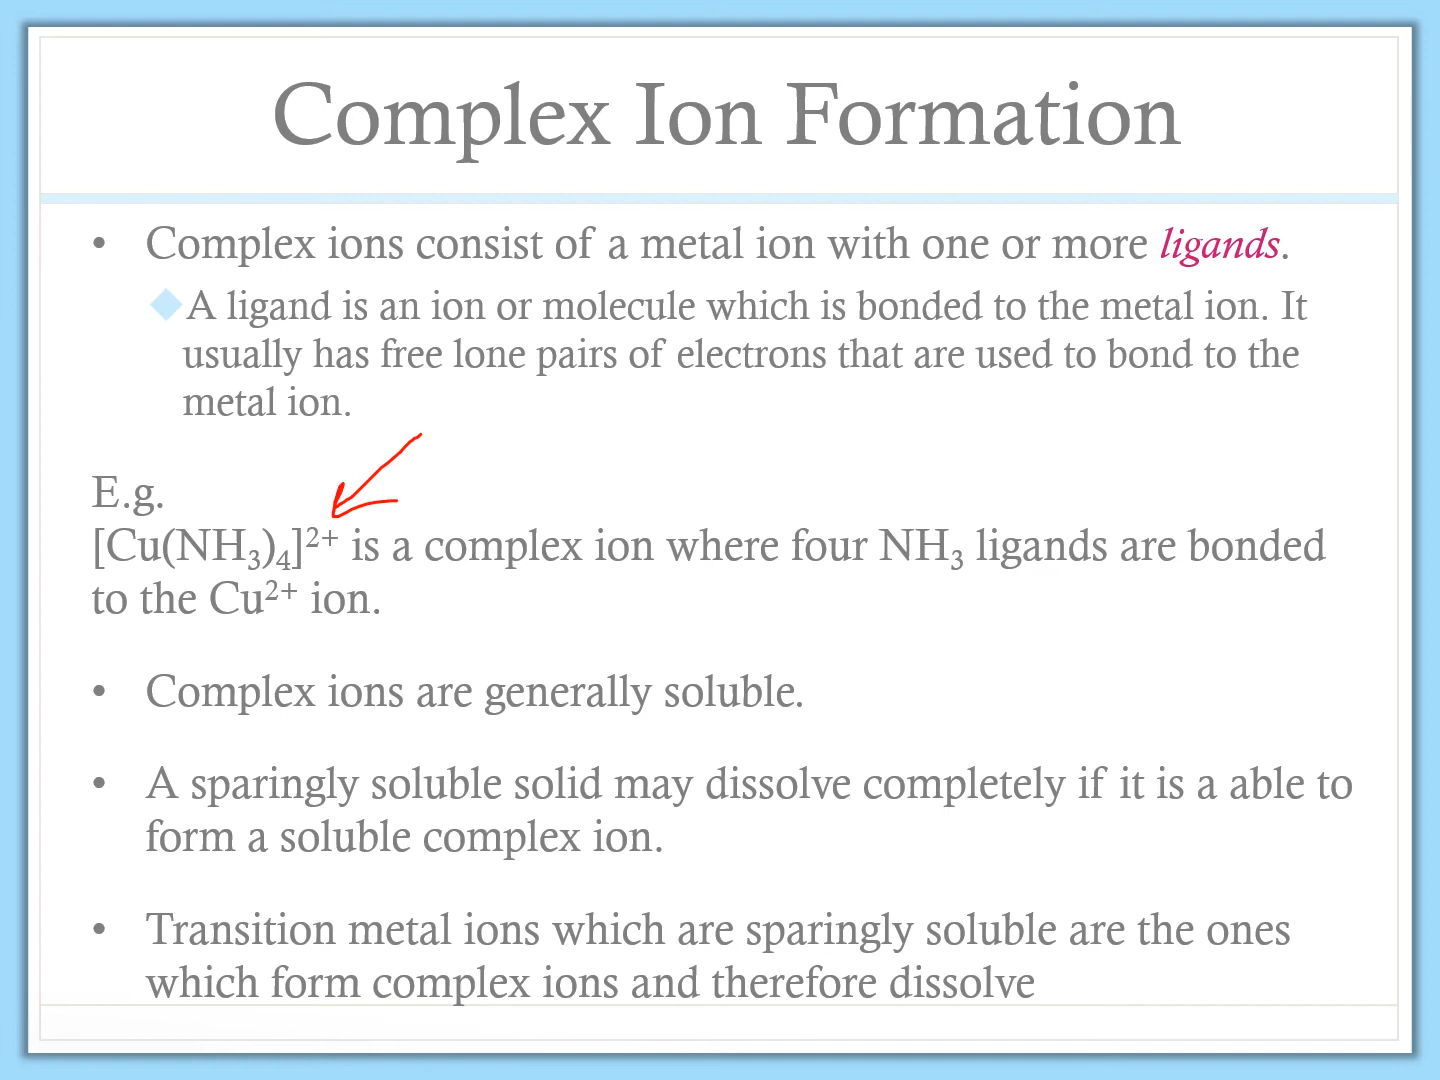 Complex Ion Formation
• Complex ions consist of a metal ion with one or more ligands.
A ligand is an ion or molecule which is bonded to the metal ion. It
usually has free lone pairs of electrons that are used to bond to the
metal ion.
E.g.
[Cu(NH₃)₄]²⁺ is a complex ion where four NH₃ ligands are bonded
to the Cu²⁺ ion.
• Complex ions are generally soluble.
• A sparingly soluble solid may dissolve completely if it is a able to
form a soluble complex ion.
• Transition metal ions which are sparingly soluble are the ones
which form complex ions and therefore dissolve